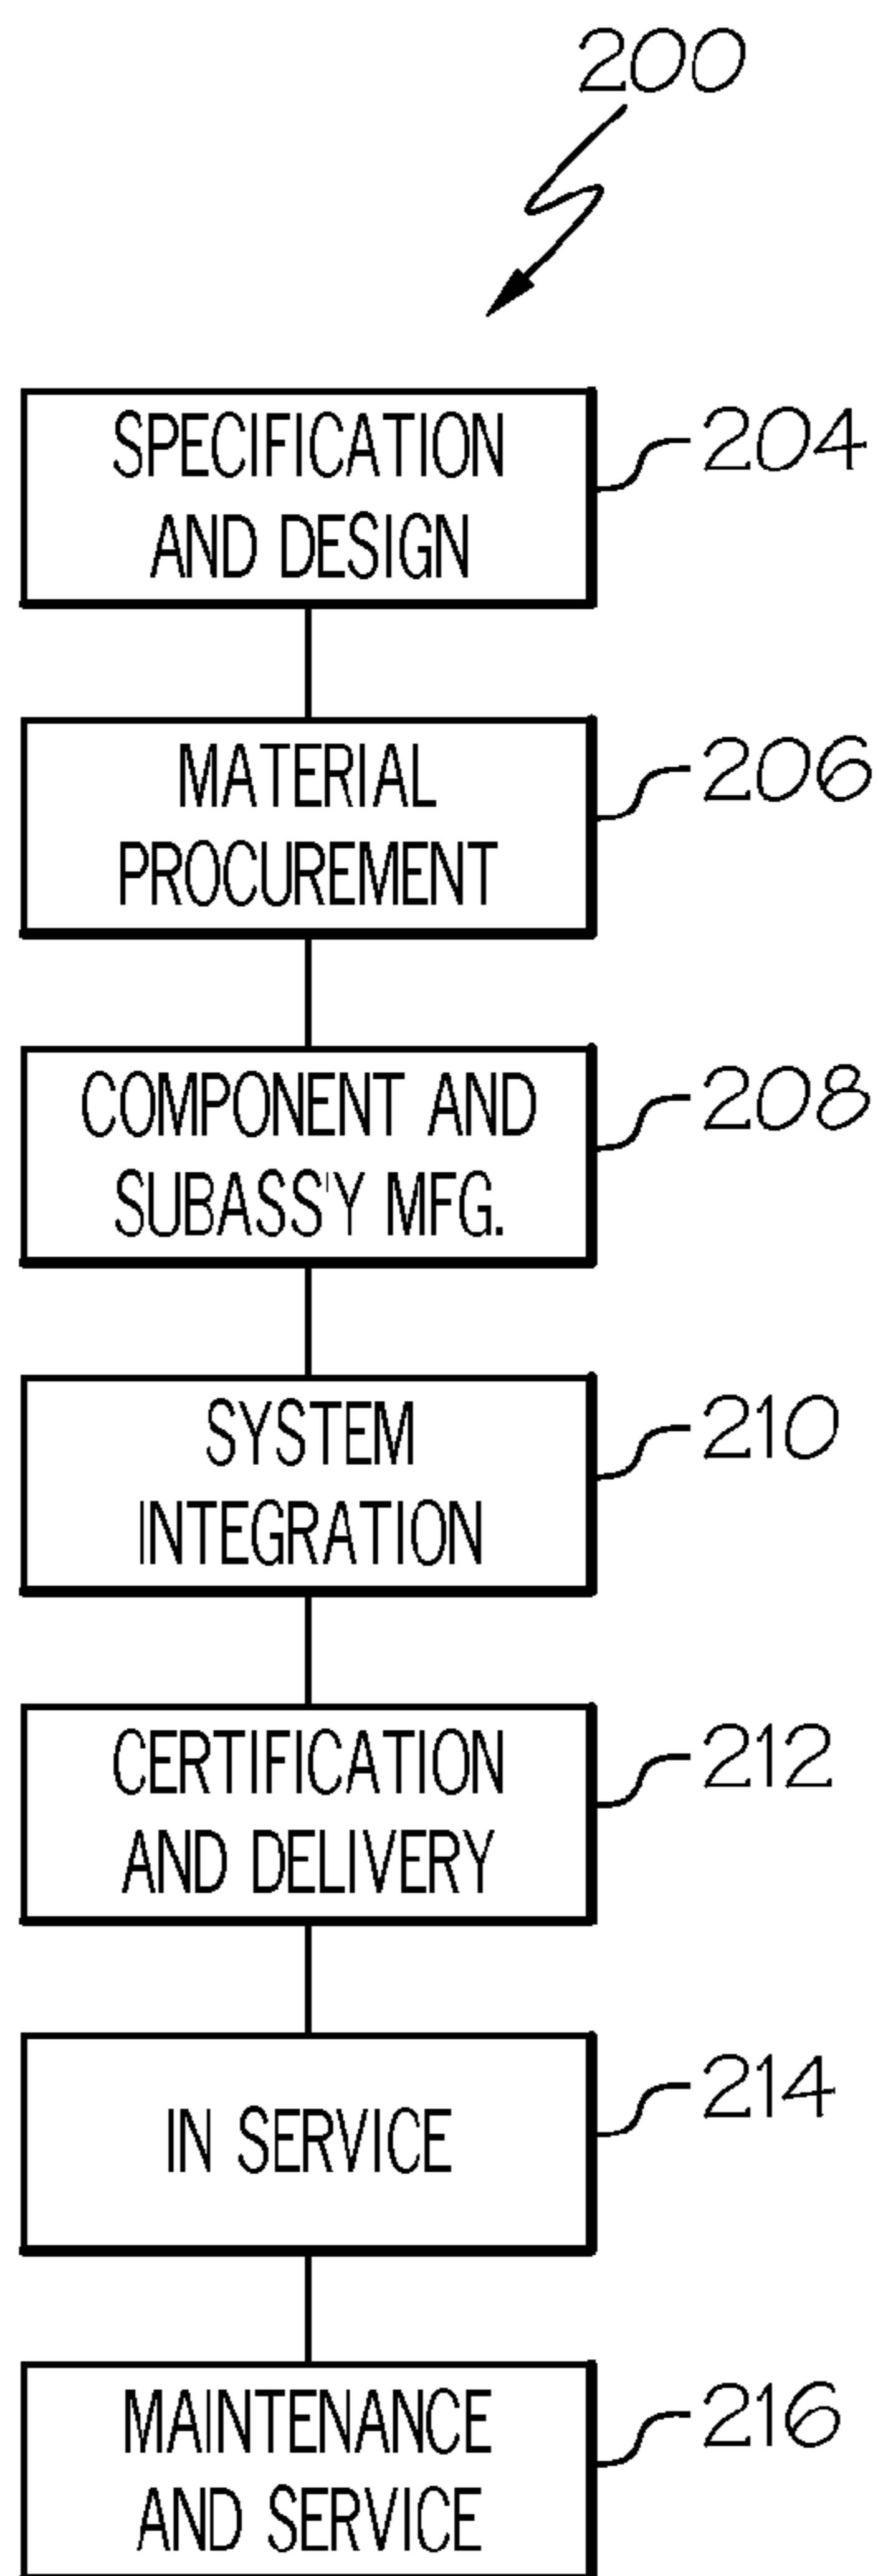 200
SPECIFICATION
AND DESIGN
204
MATERIAL
PROCUREMENT
206
COMPONENT AND
SUBASS'Y MFG.
208
SYSTEM
INTEGRATION
210
CERTIFICATION
AND DELIVERY
212
IN SERVICE
214
MAINTENANCE
AND SERVICE
216